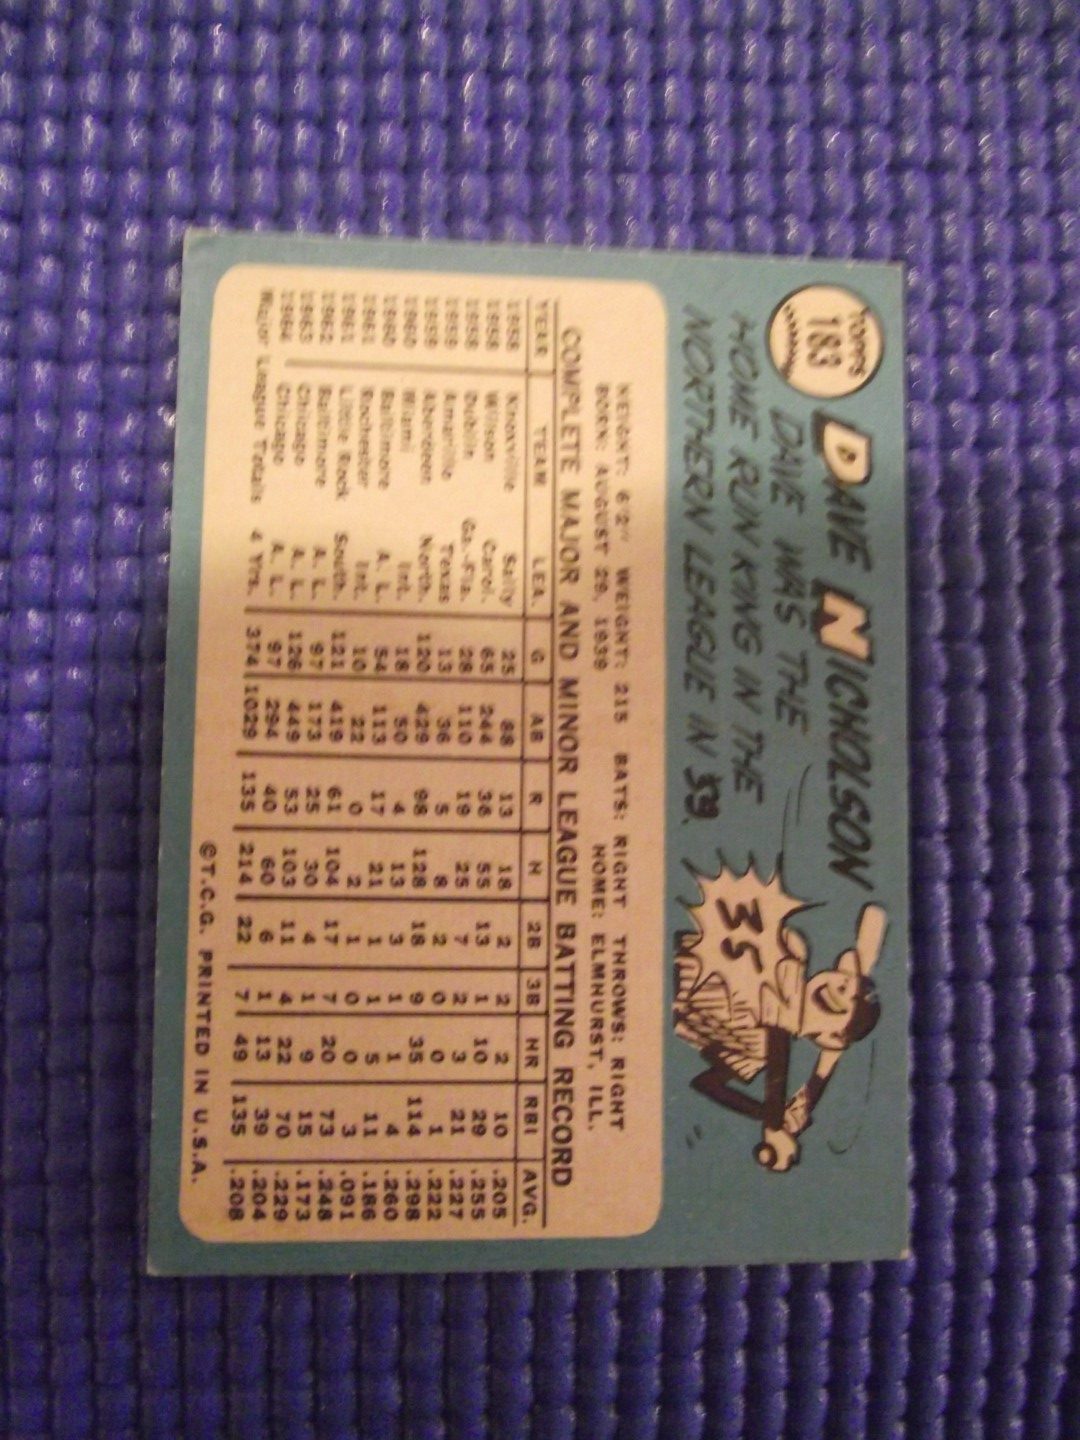 TOPPS
183
DAVE NICHOLSON
DAVE WAS THE
HOME RUN KING IN THE
NORTHERN LEAGUE IN '59.
35
HEIGHT: 6'2" WEIGHT: 215 BATS: RIGHT THROWS: RIGHT
BORN: AUGUST 29, 1939 HOME: ELMHURST, ILL.
COMPLETE MAJOR AND MINOR LEAGUE BATTING RECORD
YEAR TEAM LEA. G AB R H 2B 3B HR RBI AVG.
1958 Knoxville Sally 25 88 13 18 2 2 2 10 .205
1958 Wilson Carol. 65 244 36 55 13 1 10 29 .255
1958 Dublin Ga.-Fla. 28 110 19 25 7 2 3 21 .227
1959 Amarillo Texas 13 36 5 8 2 0 0 1 .222
1959 Aberdeen North. 120 429 98 128 18 9 35 114 .298
1960 Miami Int. 18 50 4 13 3 1 1 4 .260
1960 Baltimore A. L. 54 113 17 21 1 1 5 11 .186
1961 Rochester Int. 10 22 0 2 1 0 0 3 .091
1961 Little Rock South. 121 419 61 104 17 7 20 73 .248
1962 Baltimore A. L. 97 173 25 30 4 1 9 15 .173
1963 Chicago A. L. 126 449 53 103 11 4 22 70 .229
1964 Chicago A. L. 97 294 40 60 6 1 13 39 .204
Major League Totals 4 Yrs. 374 1029 135 214 22 7 49 135 .208
©T.C.G. PRINTED IN U.S.A.